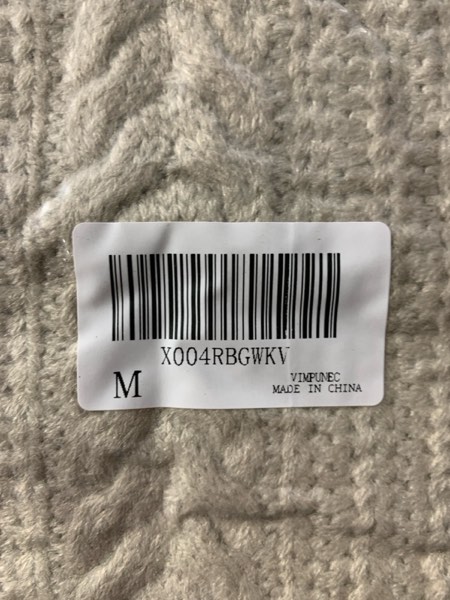 X004RBGWKV
M
VIMPUNEC
MADE IN CHINA